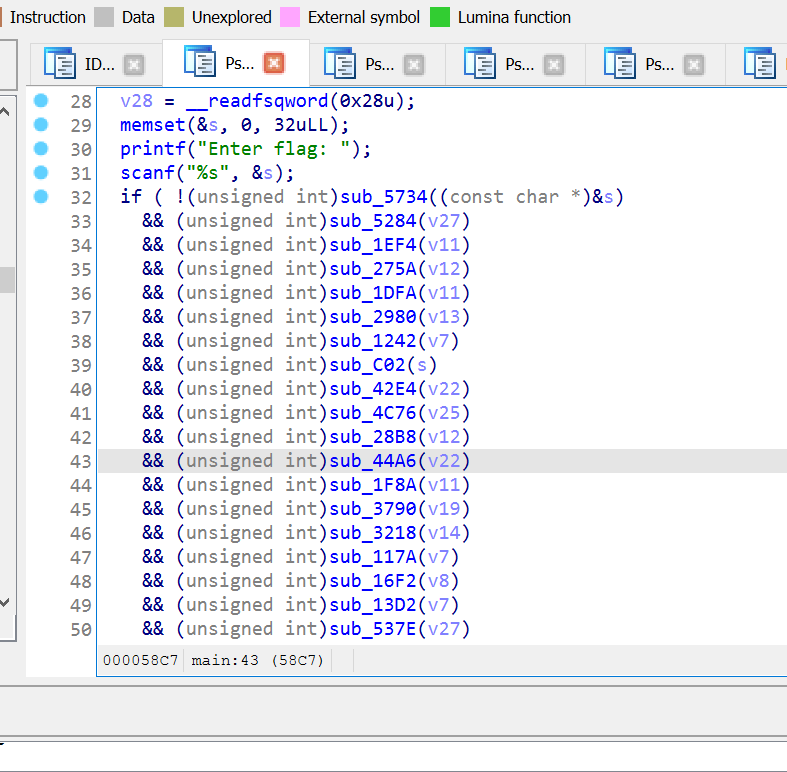 Instruction Data Unexplored External symbol Lumina function
ID... Ps... Ps... Ps... Ps...
28 v28 = __readfsqword(0x28u);
29 memset(&s, 0, 32uLL);
30 printf("Enter flag: ");
31 scanf("%s", &s);
32 if ( !(unsigned int)sub_5734((const char *)&s)
33 && (unsigned int)sub_5284(v27)
34 && (unsigned int)sub_1EF4(v11)
35 && (unsigned int)sub_275A(v12)
36 && (unsigned int)sub_1DFA(v11)
37 && (unsigned int)sub_2980(v13)
38 && (unsigned int)sub_1242(v7)
39 && (unsigned int)sub_C02(s)
40 && (unsigned int)sub_42E4(v22)
41 && (unsigned int)sub_4C76(v25)
42 && (unsigned int)sub_28B8(v12)
43 && (unsigned int)sub_44A6(v22)
44 && (unsigned int)sub_1F8A(v11)
45 && (unsigned int)sub_3790(v19)
46 && (unsigned int)sub_3218(v14)
47 && (unsigned int)sub_117A(v7)
48 && (unsigned int)sub_16F2(v8)
49 && (unsigned int)sub_13D2(v7)
50 && (unsigned int)sub_537E(v27)
000058C7 main:43 (58C7)